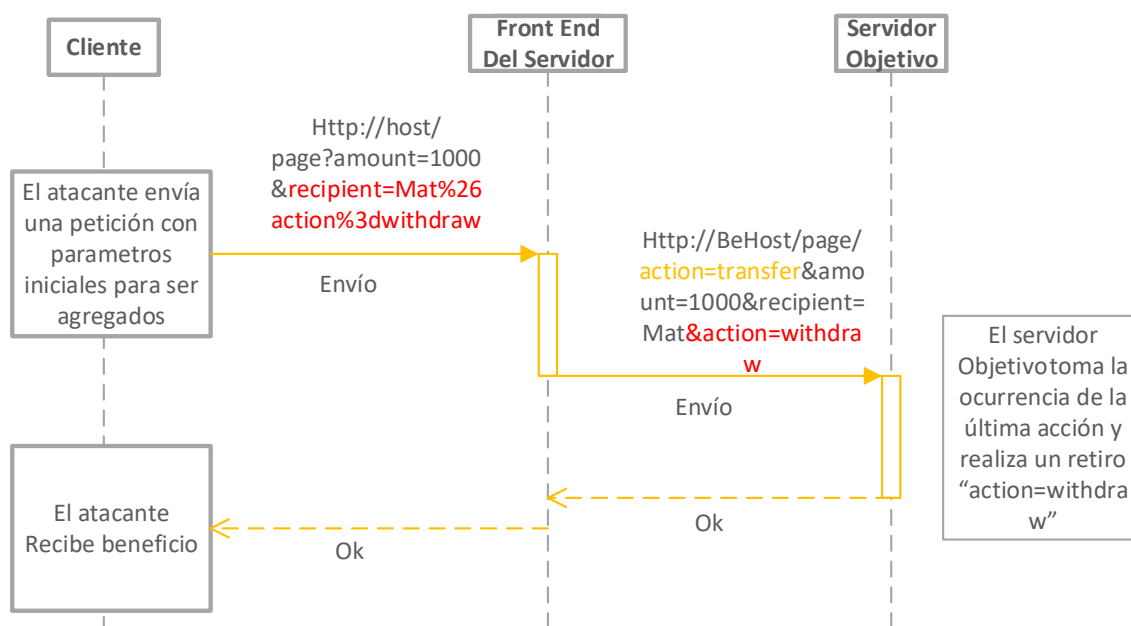 Cliente
Front End
Del Servidor
Servidor
Objetivo
Http://host/
page?amount=1000
&recipient=Mat%26
action%3dwithdraw
El atacante envía
una petición con
parametros
iniciales para ser
agregados
Envío
Http://BeHost/page/
action=transfer&amo
unt=1000&recipient=
Mat&action=withdra
w
Envío
El servidor
Objetivo toma la
ocurrencia de la
última acción y
realiza un retiro
“action=withdra
w”
Ok
El atacante
Recibe beneficio
Ok